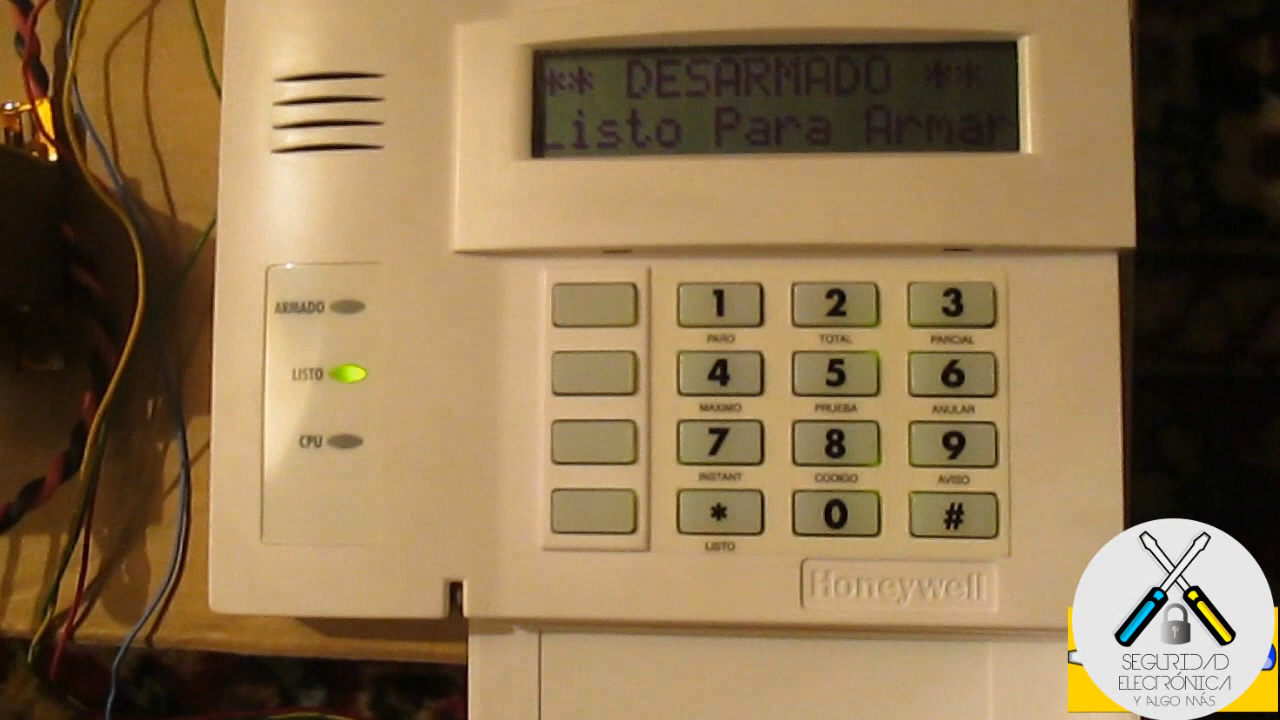 ** DESARMADO **
Listo Para Armar
ARMADO
LISTO
CPU
1 2 3
PARO TOTAL PARCIAL
4 5 6
MAXIMO PRUEBA ANULAR
7 8 9
INSTANT CODIGO AVISO
* 0 #
LISTO
Honeywell
SEGURIDAD
ELECTRÓNICA
Y ALGO MÁS